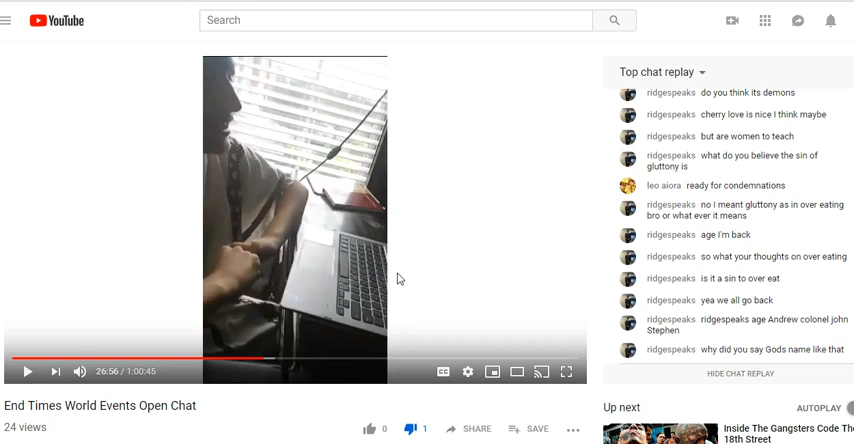 YouTube
Search
Top chat replay
ridgespeaks do you think its demons
ridgespeaks cherry love is nice I think maybe
ridgespeaks but are women to teach
ridgespeaks what do you believe the sin of
gluttony is
leo aiora ready for condemnations
ridgespeaks no I meant gluttony as in over eating
bro or what ever it means
ridgespeaks age I'm back
ridgespeaks so what your thoughts on over eating
ridgespeaks is it a sin to over eat
ridgespeaks yea we all go back
ridgespeaks ridgespeaks age Andrew colonel john
Stephen
ridgespeaks why did you say Gods name like that
HIDE CHAT REPLAY
26:56 / 1:00:45
CC
End Times World Events Open Chat
24 views
0
1
SHARE
SAVE
Up next
AUTOPLAY
Inside The Gangsters Code The
18th Street